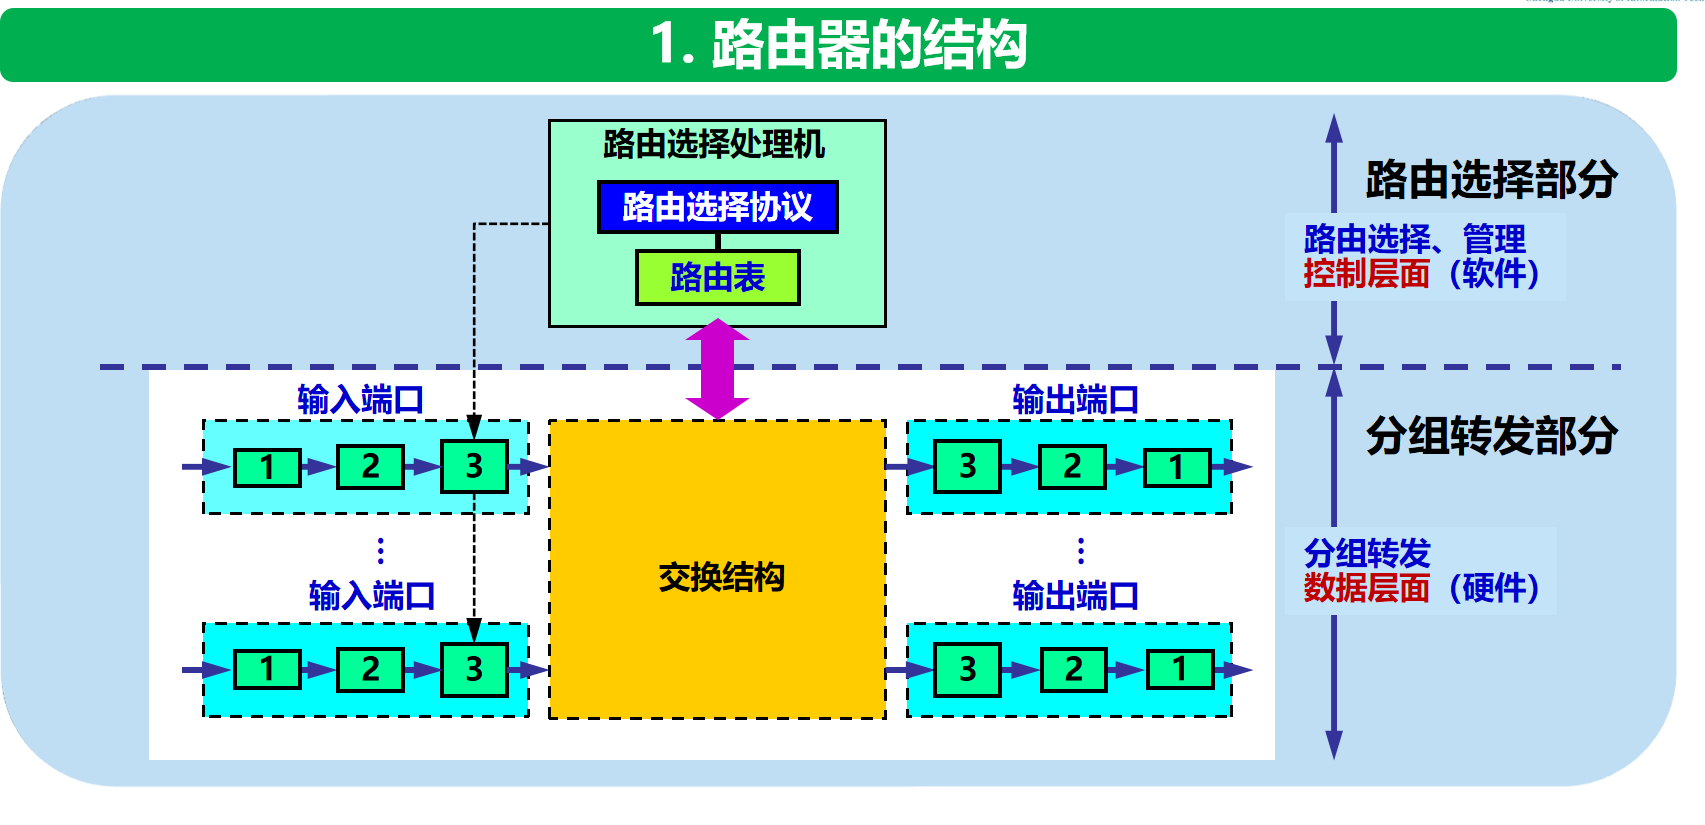 1. 路由器的结构
路由选择处理机
路由选择协议
路由表
路由选择部分
路由选择、管理
控制层面（软件）
输入端口
输出端口
1 2 3
3 2 1
分组转发部分
⋮
⋮
交换结构
分组转发
数据层面（硬件）
输入端口
输出端口
1 2 3
3 2 1